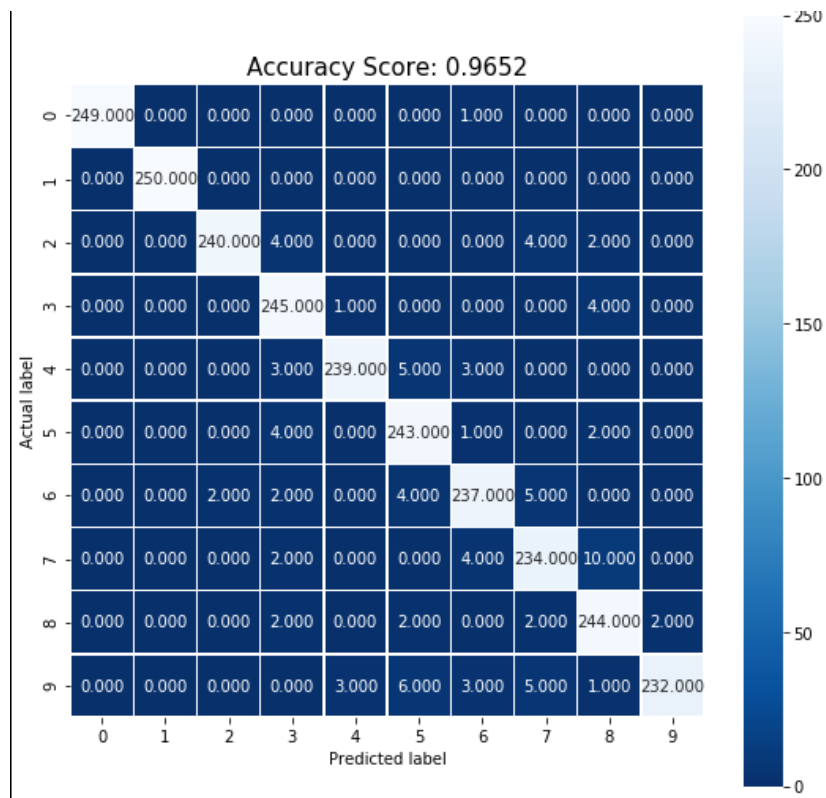 Accuracy Score: 0.9652
0 -249.000 0.000 0.000 0.000 0.000 0.000 1.000 0.000 0.000 0.000
1 0.000 250.000 0.000 0.000 0.000 0.000 0.000 0.000 0.000 0.000
2 0.000 0.000 240.000 4.000 0.000 0.000 0.000 4.000 2.000 0.000
3 0.000 0.000 0.000 245.000 1.000 0.000 0.000 0.000 4.000 0.000
4 0.000 0.000 0.000 3.000 239.000 5.000 3.000 0.000 0.000 0.000
5 0.000 0.000 0.000 4.000 0.000 243.000 1.000 0.000 2.000 0.000
6 0.000 0.000 2.000 2.000 0.000 4.000 237.000 5.000 0.000 0.000
7 0.000 0.000 0.000 2.000 0.000 0.000 4.000 234.000 10.000 0.000
8 0.000 0.000 0.000 2.000 0.000 2.000 0.000 2.000 244.000 2.000
9 0.000 0.000 0.000 0.000 3.000 6.000 3.000 5.000 1.000 232.000
0 1 2 3 4 5 6 7 8 9
Predicted label
Actual label
250
200
150
100
50
0